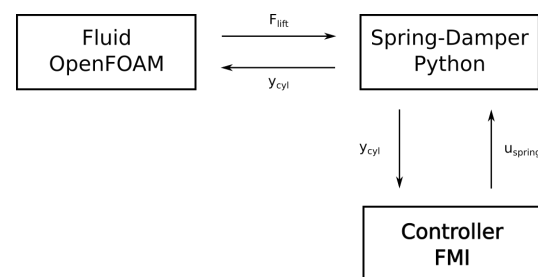 Fluid
OpenFOAM
F_lift
y_cyl
Spring-Damper
Python
y_cyl
u_spring
Controller
FMI